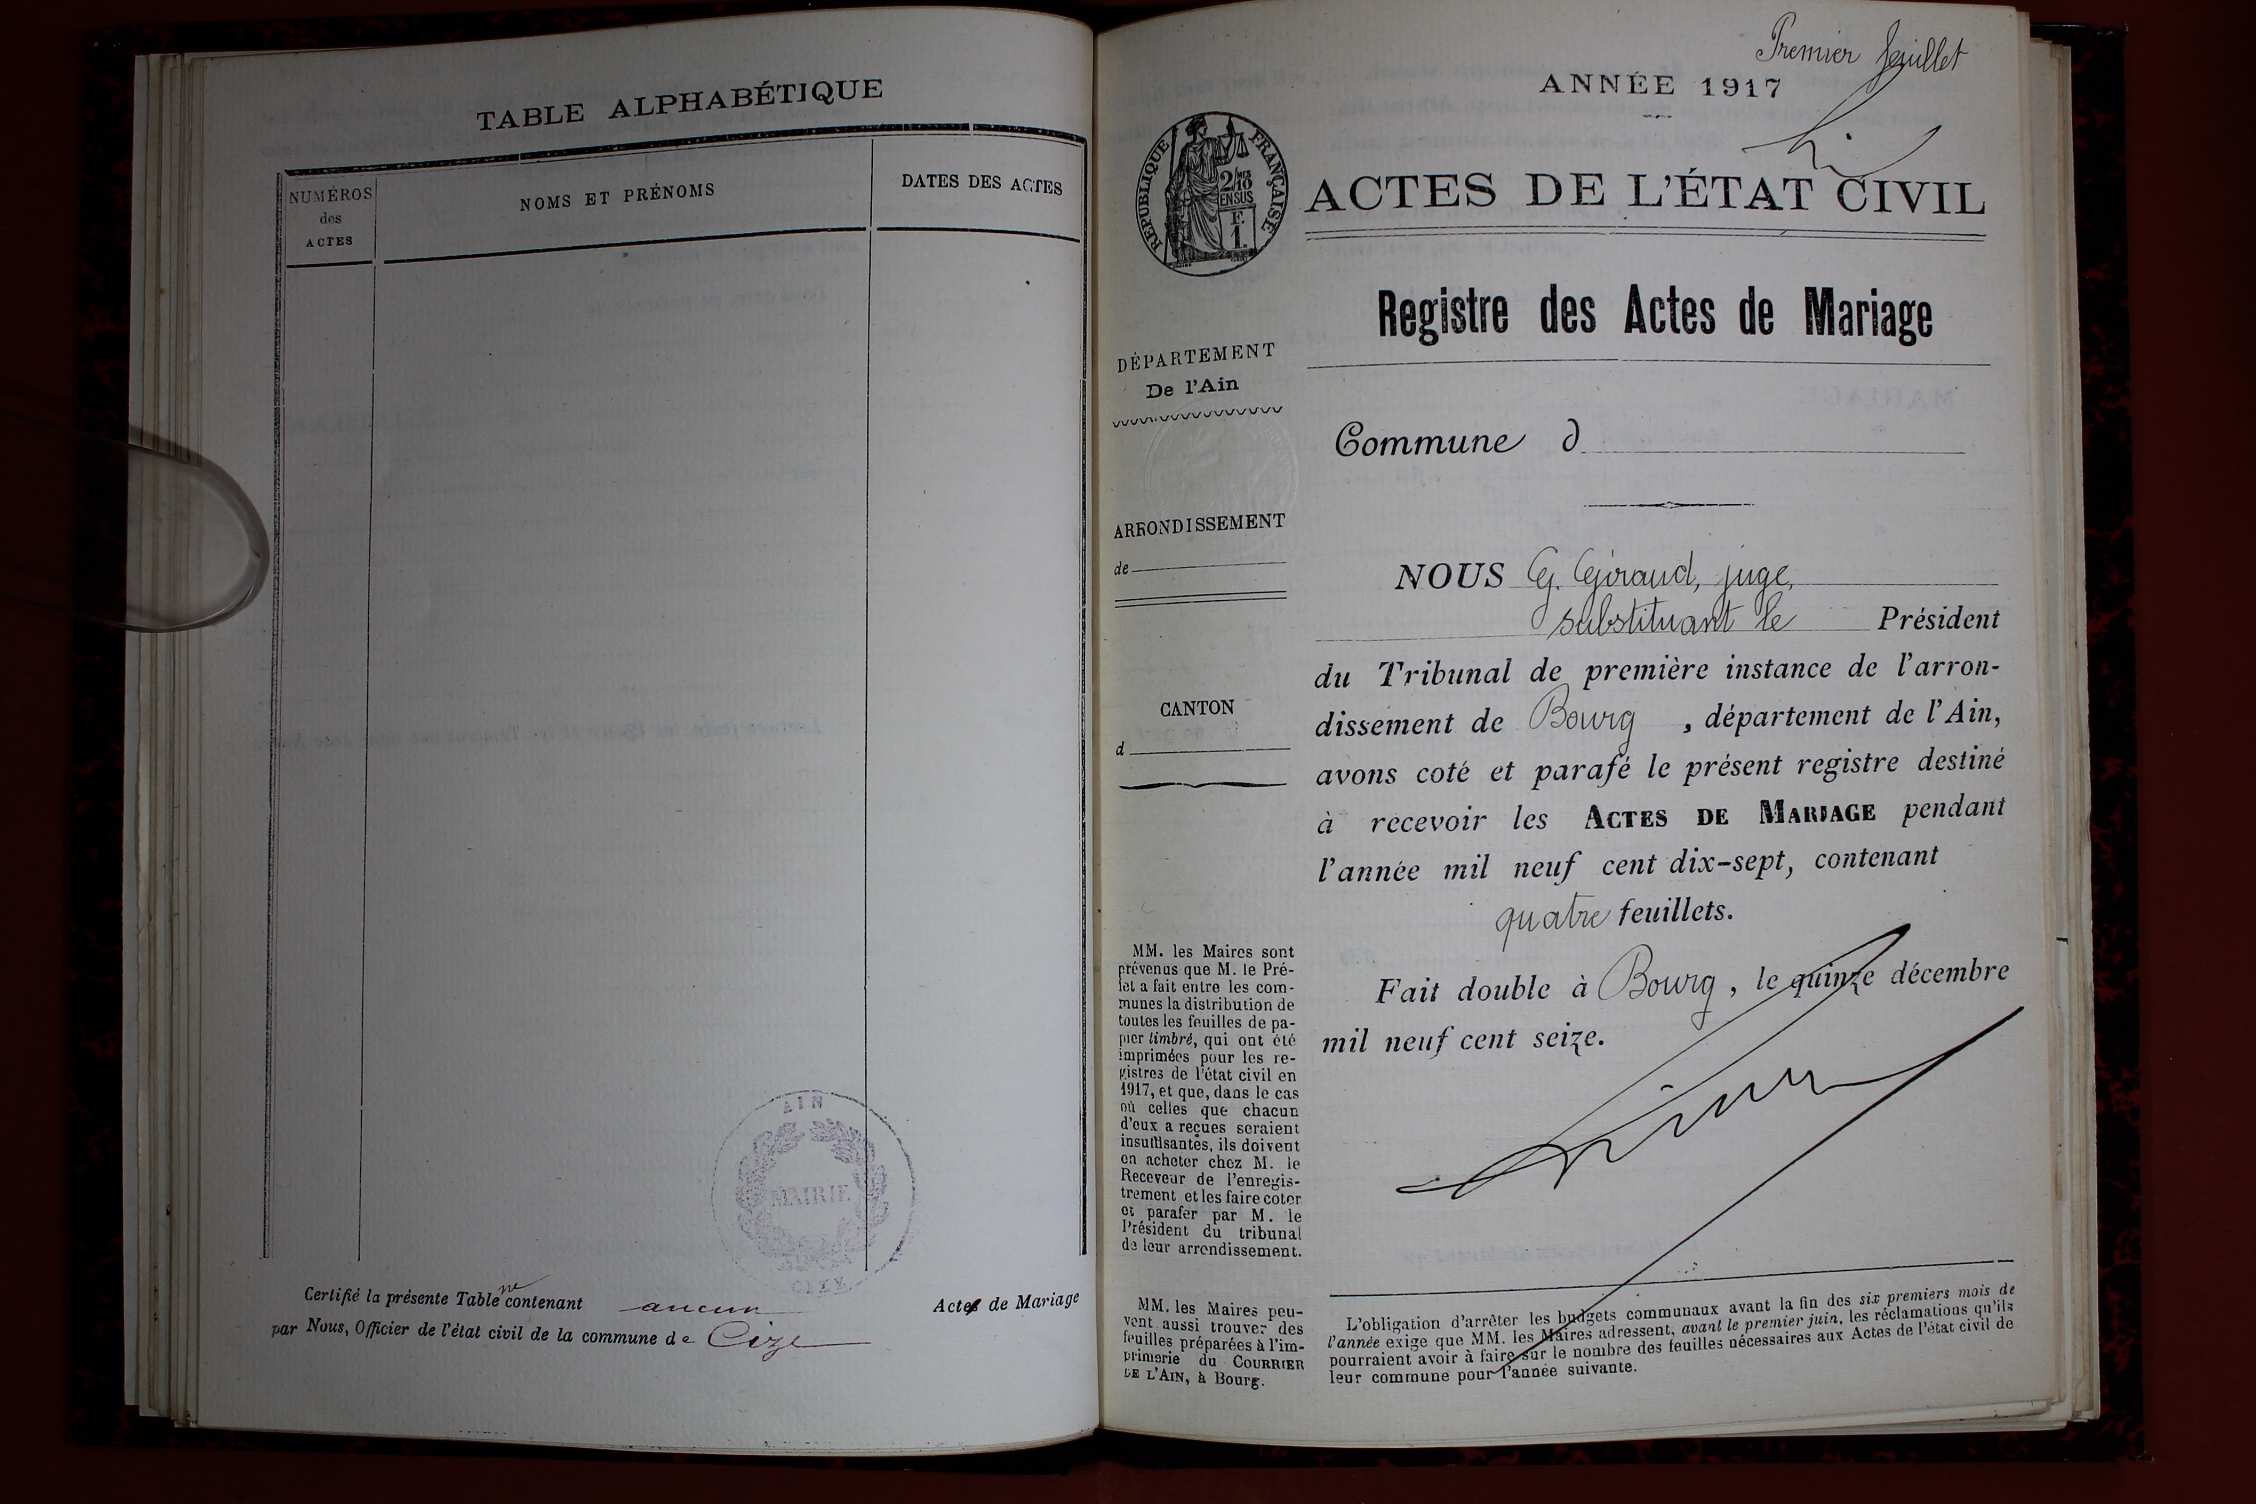 TABLE ALPHABÉTIQUE
NUMÉROS
des
ACTES
NOMS ET PRÉNOMS
DATES DES ACTES
AIN
MAIRIE
Certifié la présente Table ne contenant aucun Acte de Mariage
par Nous, Officier de l'état civil de la commune de Cize
Premier feuillet
ANNÉE 1917
RÉPUBLIQUE FRANÇAISE
2/10
EN SUS
F.
1.
ACTES DE L'ÉTAT CIVIL
Registre des Actes de Mariage
DÉPARTEMENT
De l'Ain
ARRONDISSEMENT
de
CANTON
d
MM. les Maires sont
prévenus que M. le Pré-
fet a fait entre les com-
munes la distribution de
toutes les feuilles de pa-
pier timbré, qui ont été
imprimées pour les re-
gistres de l'état civil en
1917, et que, dans le cas
où celles que chacun
d'eux a reçues seraient
insuffisantes, ils doivent
en acheter chez M. le
Receveur de l'enregis-
trement et les faire coter
et parafer par M. le
Président du tribunal
de leur arrondissement.
MM. les Maires peu-
vent aussi trouver des
feuilles préparées à l'im-
primerie du COURRIER
DE L'AIN, à Bourg.
Commune d
NOUS G. Giraud, juge,
substituant le Président
du Tribunal de première instance de l'arron-
dissement de Bourg, département de l'Ain,
avons coté et parafé le présent registre destiné
à recevoir les ACTES DE MARIAGE pendant
l'année mil neuf cent dix-sept, contenant
quatre feuillets.
Fait double à Bourg, le quinze décembre
mil neuf cent seize.
L'obligation d'arrêter les budgets communaux avant la fin des six premiers mois de
l'année exige que MM. les Maires adressent, avant le premier juin, les réclamations qu'ils
pourraient avoir à faire sur le nombre des feuilles nécessaires aux Actes de l'état civil de
leur commune pour l'année suivante.